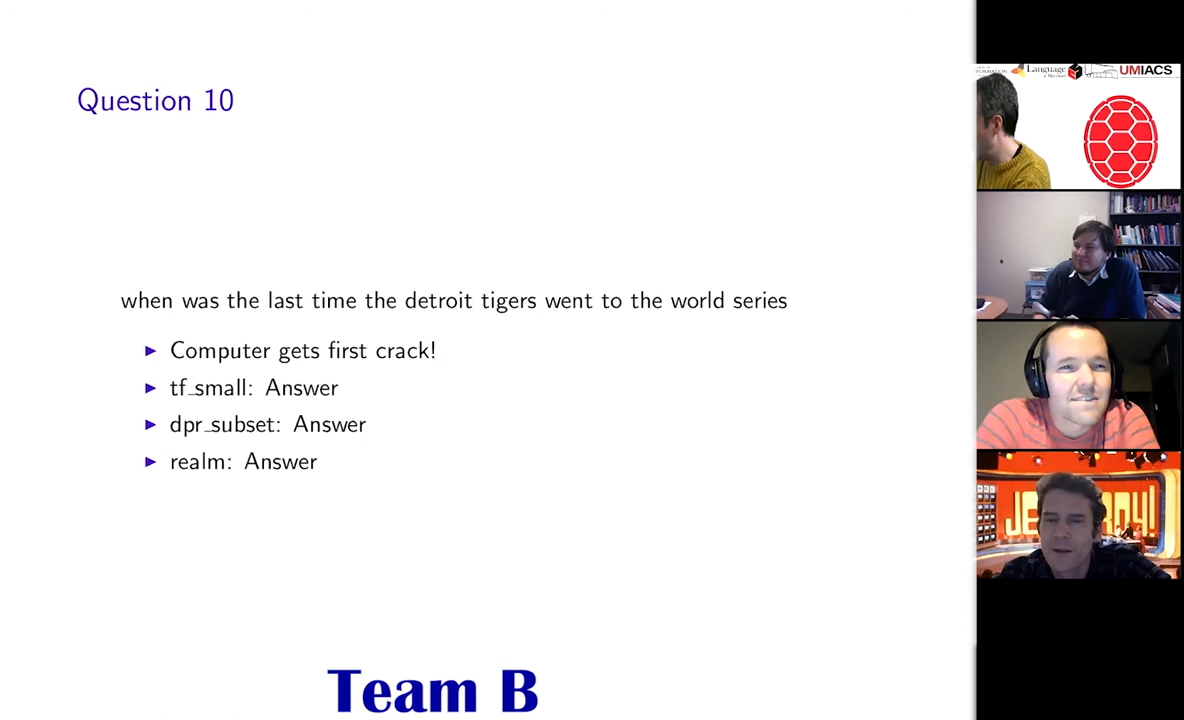 Question 10
when was the last time the detroit tigers went to the world series
Computer gets first crack!
tf_small: Answer
dpr_subset: Answer
realm: Answer
Team B
Language
UMIACS